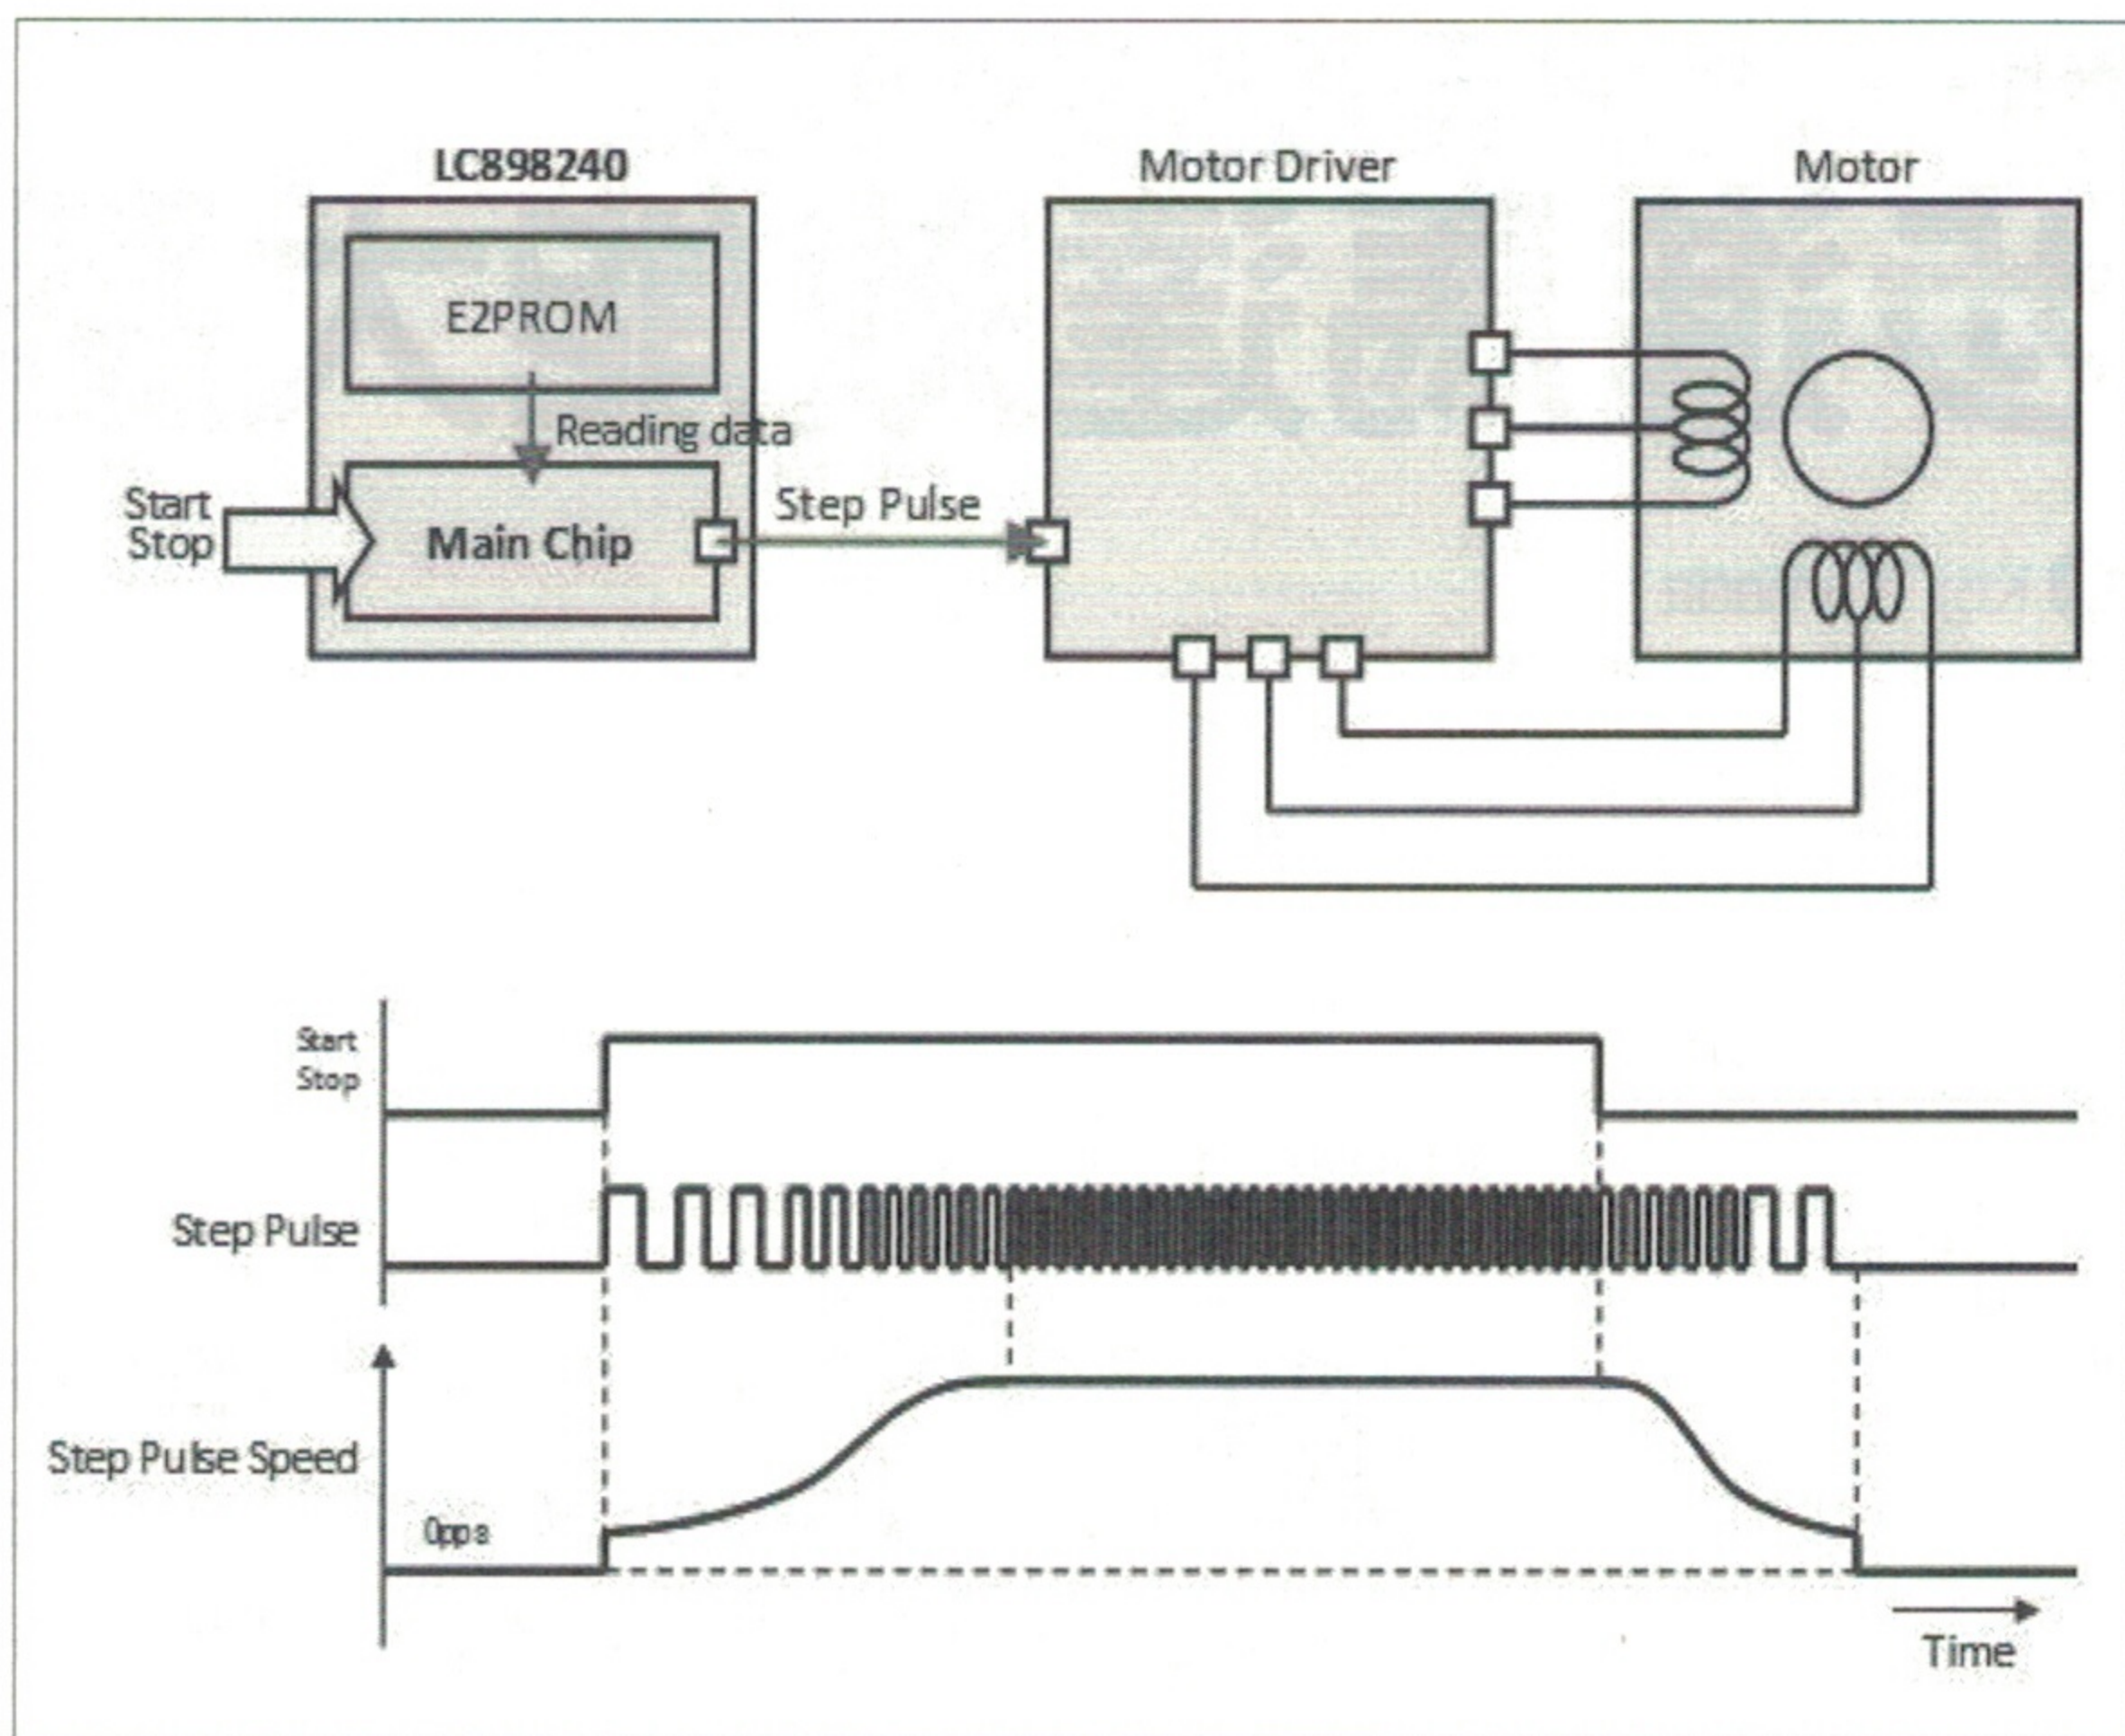 LC898240
Motor Driver
Motor
E2PROM
Reading data
Start
Stop
Main Chip
Step Pulse
Start
Stop
Step Pulse
Step Pulse Speed
0pps
Time